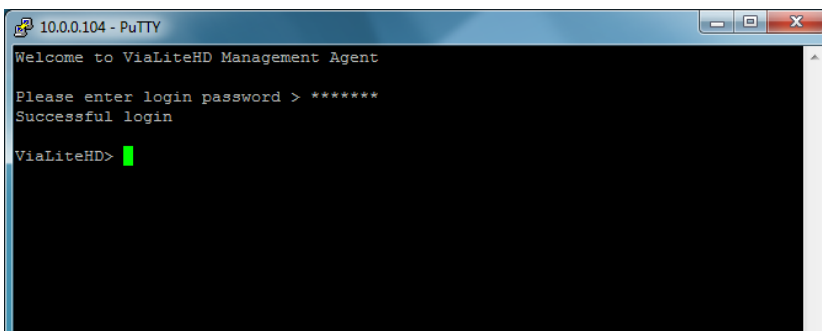 10.0.0.104 - PuTTY
Welcome to ViaLiteHD Management Agent
Please enter login password > *******
Successful login
ViaLiteHD>